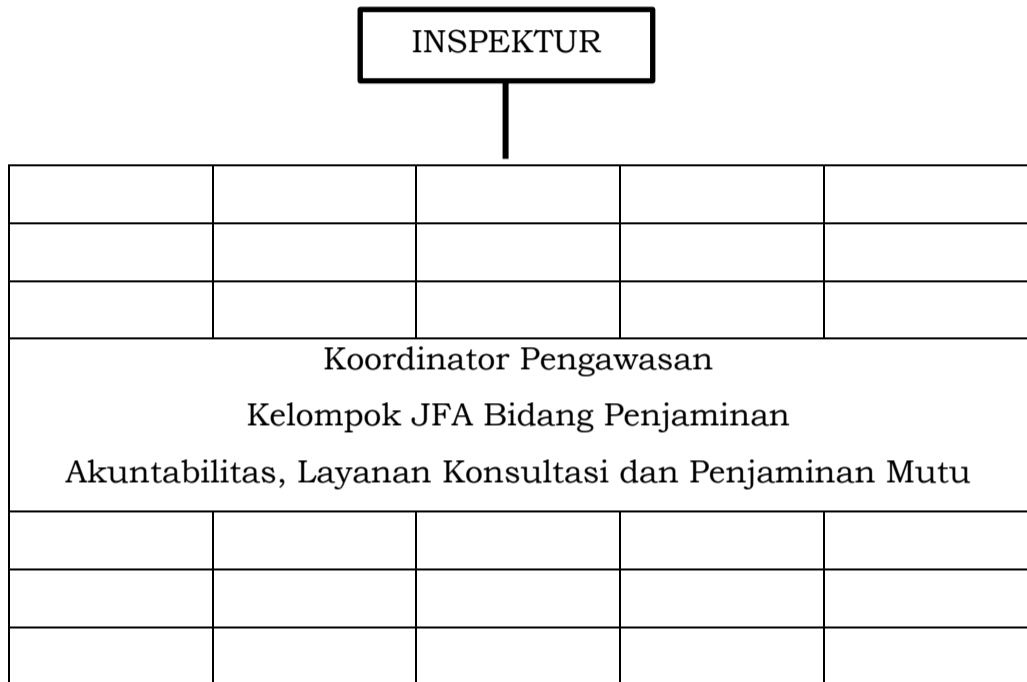 INSPEKTUR
Koordinator Pengawasan
Kelompok JFA Bidang Penjaminan
Akuntabilitas, Layanan Konsultasi dan Penjaminan Mutu